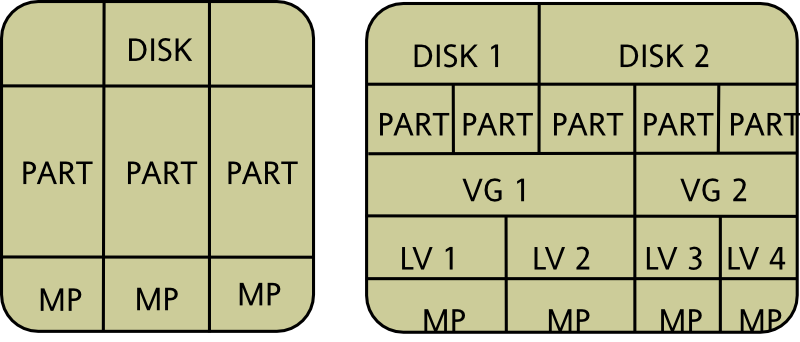 DISK
PART PART PART
MP MP MP
DISK 1 DISK 2
PART PART PART PART PART
VG 1 VG 2
LV 1 LV 2 LV 3 LV 4
MP MP MP MP